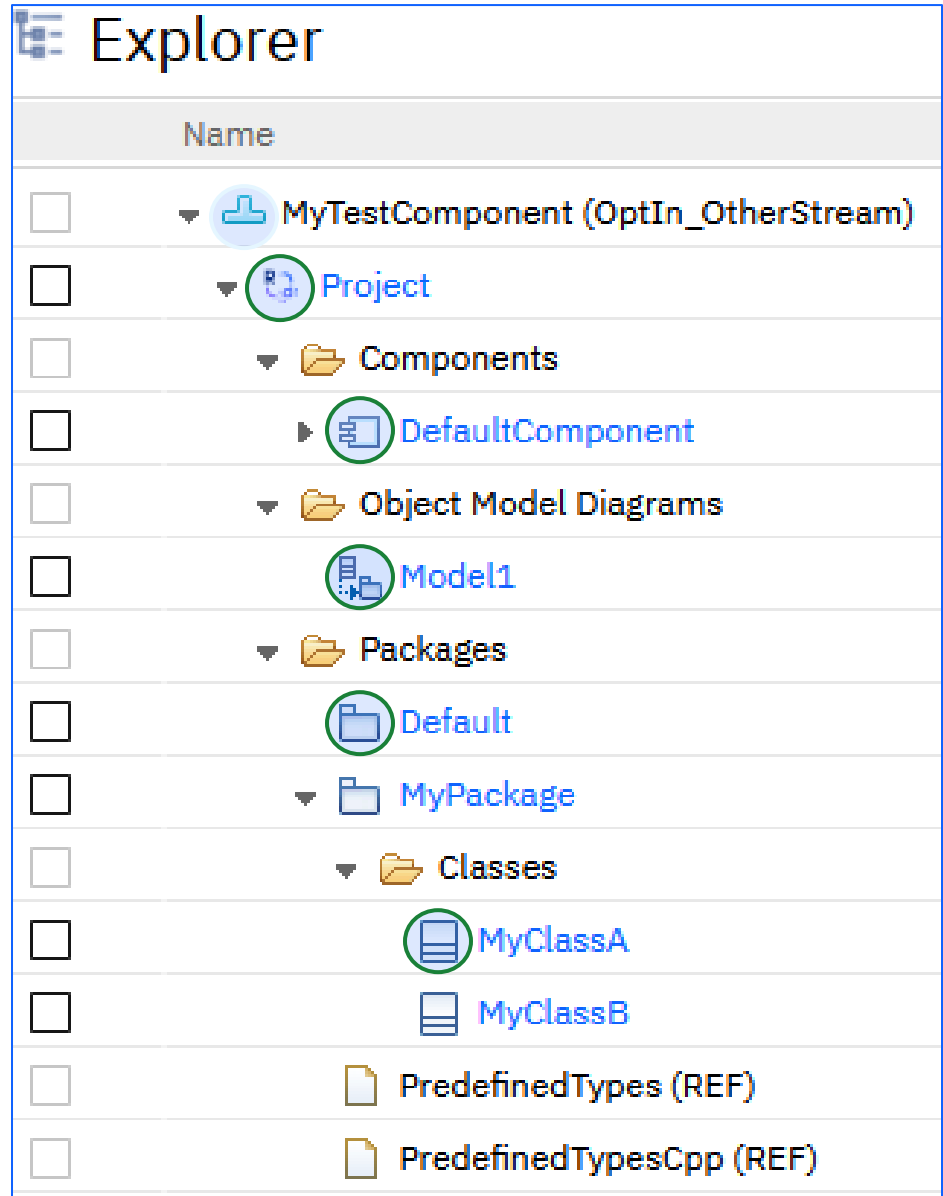 Explorer
Name
MyTestComponent (OptIn_OtherStream)
Project
Components
DefaultComponent
Object Model Diagrams
Model1
Packages
Default
MyPackage
Classes
MyClassA
MyClassB
PredefinedTypes (REF)
PredefinedTypesCpp (REF)